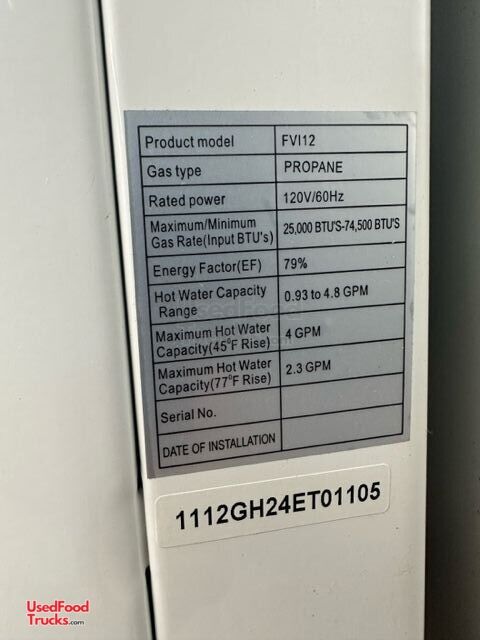 Product model FVI12
Gas type PROPANE
Rated power 120V/60Hz
Maximum/Minimum
Gas Rate(Input BTU's) 25,000 BTU'S-74,500 BTU'S
Energy Factor(EF) 79%
Hot Water Capacity
Range 0.93 to 4.8 GPM
Maximum Hot Water
Capacity(45°F Rise) 4 GPM
Maximum Hot Water
Capacity(77°F Rise) 2.3 GPM
Serial No.
DATE OF INSTALLATION
1112GH24ET01105
UsedFood
Trucks.com